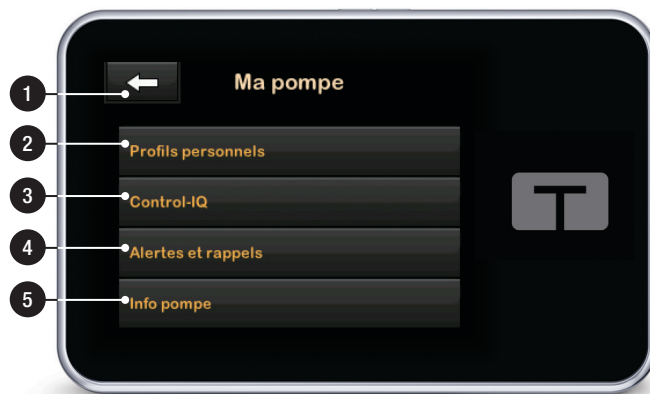 Ma pompe
1
2 Profils personnels
3 Control-IQ
4 Alertes et rappels
5 Info pompe
T